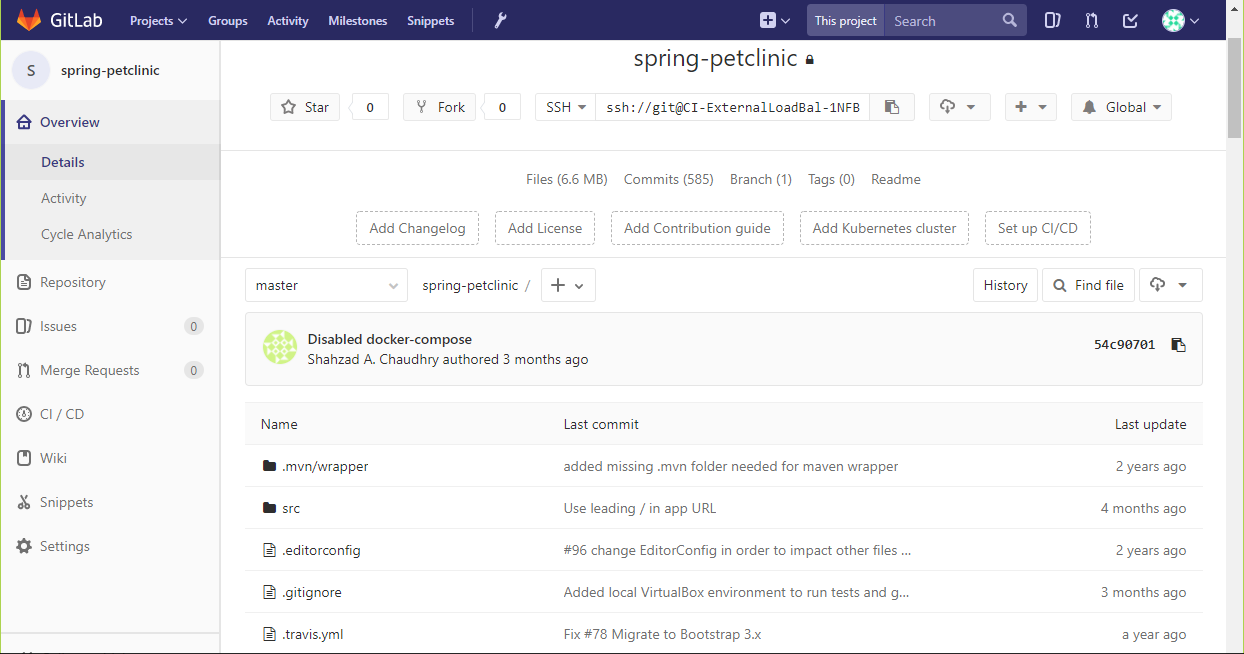 GitLab Projects Groups Activity Milestones Snippets This project Search
S spring-petclinic
Overview
Details
Activity
Cycle Analytics
Repository
Issues 0
Merge Requests 0
CI / CD
Wiki
Snippets
Settings
spring-petclinic
Star 0 Fork 0 SSH ssh://git@CI-ExternalLoadBal-1NFB Global
Files (6.6 MB) Commits (585) Branch (1) Tags (0) Readme
Add Changelog Add License Add Contribution guide Add Kubernetes cluster Set up CI/CD
master spring-petclinic / History Find file
Disabled docker-compose
Shahzad A. Chaudhry authored 3 months ago
54c90701
Name Last commit Last update
.mvn/wrapper added missing .mvn folder needed for maven wrapper 2 years ago
src Use leading / in app URL 4 months ago
.editorconfig #96 change EditorConfig in order to impact other files ... 2 years ago
.gitignore Added local VirtualBox environment to run tests and g... 3 months ago
.travis.yml Fix #78 Migrate to Bootstrap 3.x a year ago